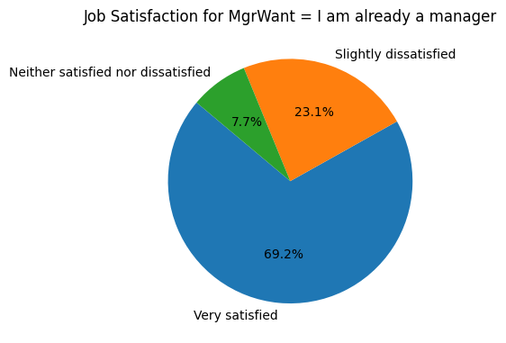 Job Satisfaction for MgrWant = I am already a manager
Slightly dissatisfied
Neither satisfied nor dissatisfied
23.1%
7.7%
69.2%
Very satisfied